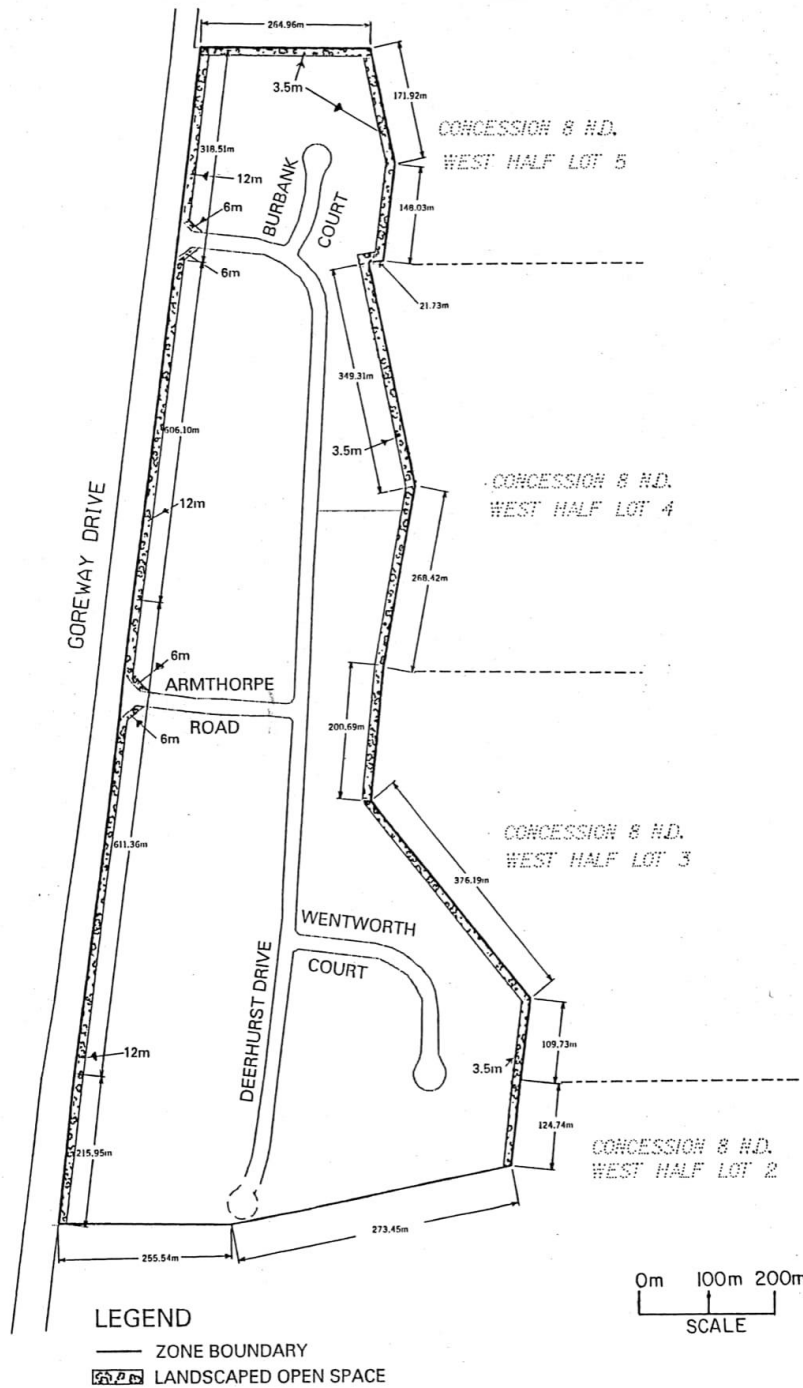 264.96m
171.92m
3.5m
CONCESSION 8 N.D.
WEST HALF LOT 5
318.51m
BURBANK
COURT
12m
6m
148.03m
6m
21.73m
349.31m
606.10m
3.5m
CONCESSION 8 N.D.
WEST HALF LOT 4
12m
GOREWAY DRIVE
268.42m
6m
ARMTHORPE
ROAD
6m
200.69m
611.36m
CONCESSION 8 N.D.
WEST HALF LOT 3
376.19m
WENTWORTH
COURT
DEERHURST DRIVE
12m
3.5m
109.73m
124.74m
215.95m
CONCESSION 8 N.D.
WEST HALF LOT 2
273.45m
255.54m
0m 100m 200m
SCALE
LEGEND
ZONE BOUNDARY
LANDSCAPED OPEN SPACE